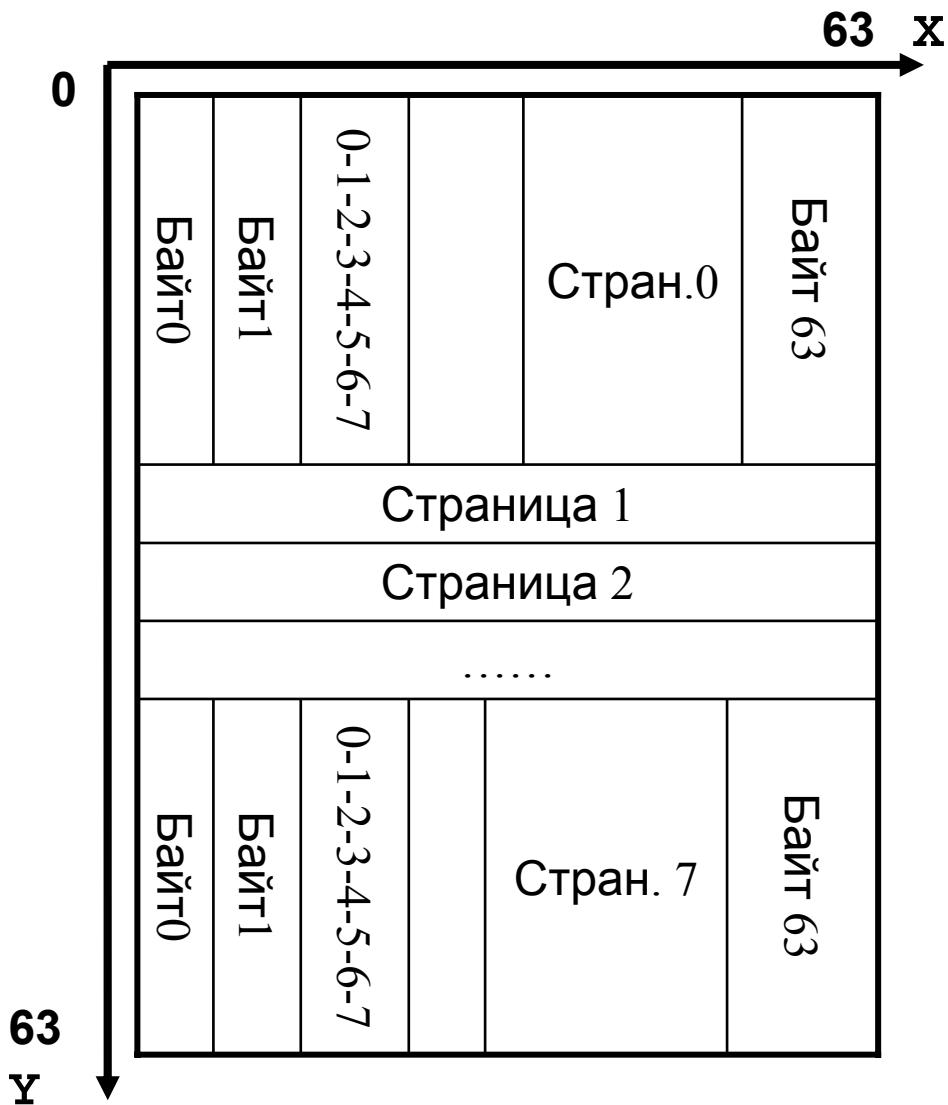 63 X
0
Байт0
Байт1
0-1-2-3-4-5-6-7
Стран.0
Байт 63
Страница 1
Страница 2
......
Байт0
Байт1
0-1-2-3-4-5-6-7
Стран. 7
Байт 63
63
Y